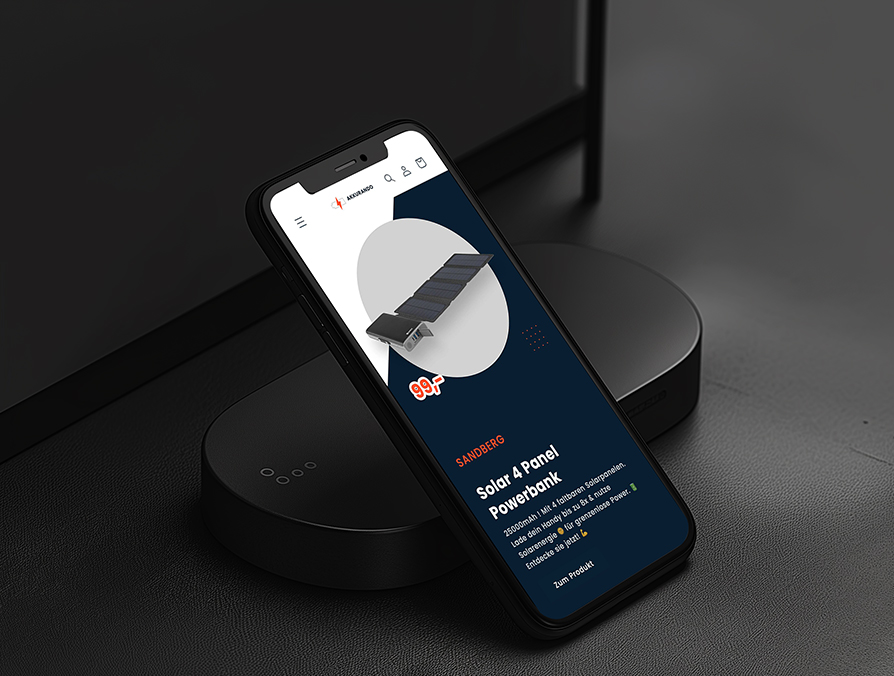 AKKURANDO
99,-
SANDBERG
Solar 4 Panel
Powerbank
25000mAh | Mit 4 faltbaren Solarpanelen.
Lade dein Handy bis zu 8x & nutze
Solarenergie 🌞 für grenzenlose Power. 🔋
Entdecke sie jetzt! 💪
Zum Produkt